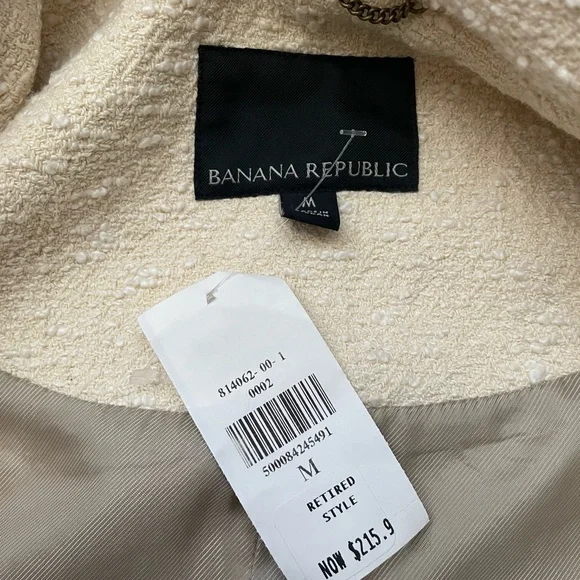 BANANA REPUBLIC
M
814062-00-1
0002
500084245491
M
RETIRED
STYLE
NOW $215.9